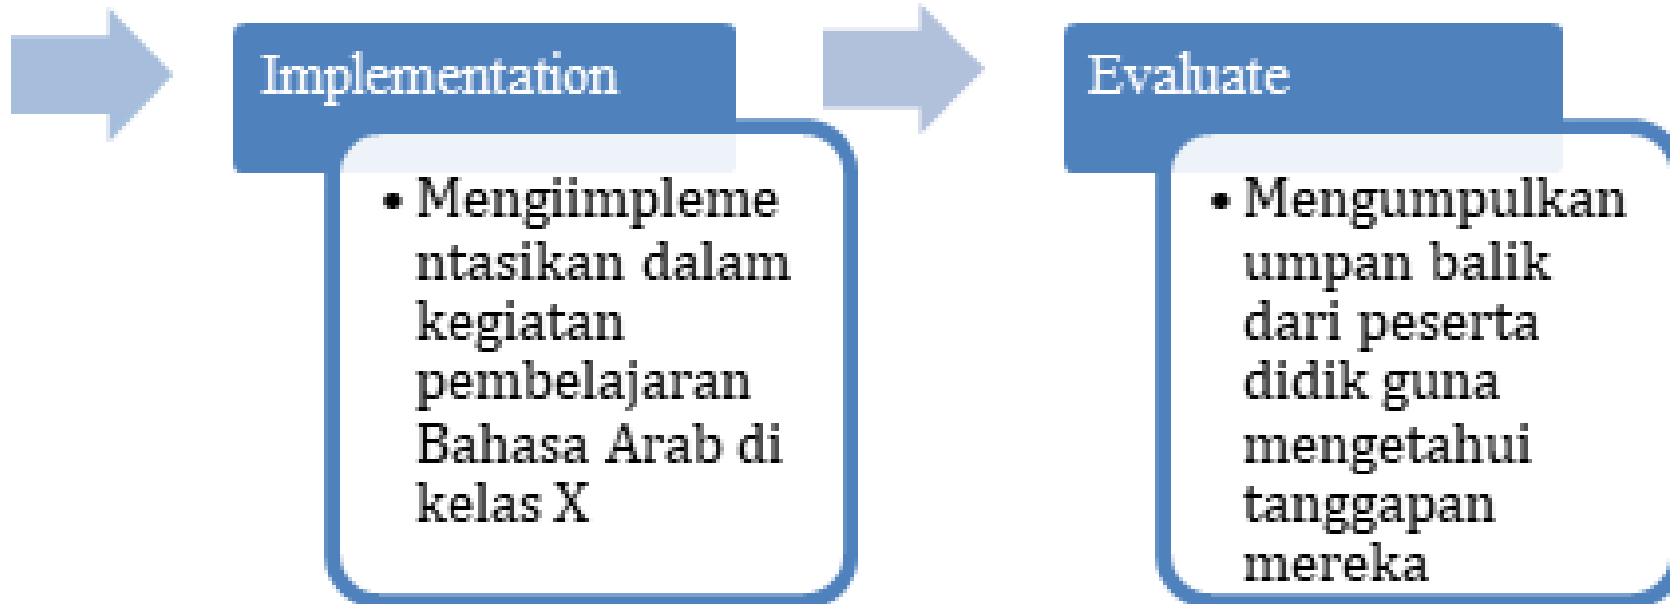 Implementation
• Mengiimpleme
ntasikan dalam
kegiatan
pembelajaran
Bahasa Arab di
kelas X
Evaluate
• Mengumpulkan
umpan balik
dari peserta
didik guna
mengetahui
tanggapan
mereka